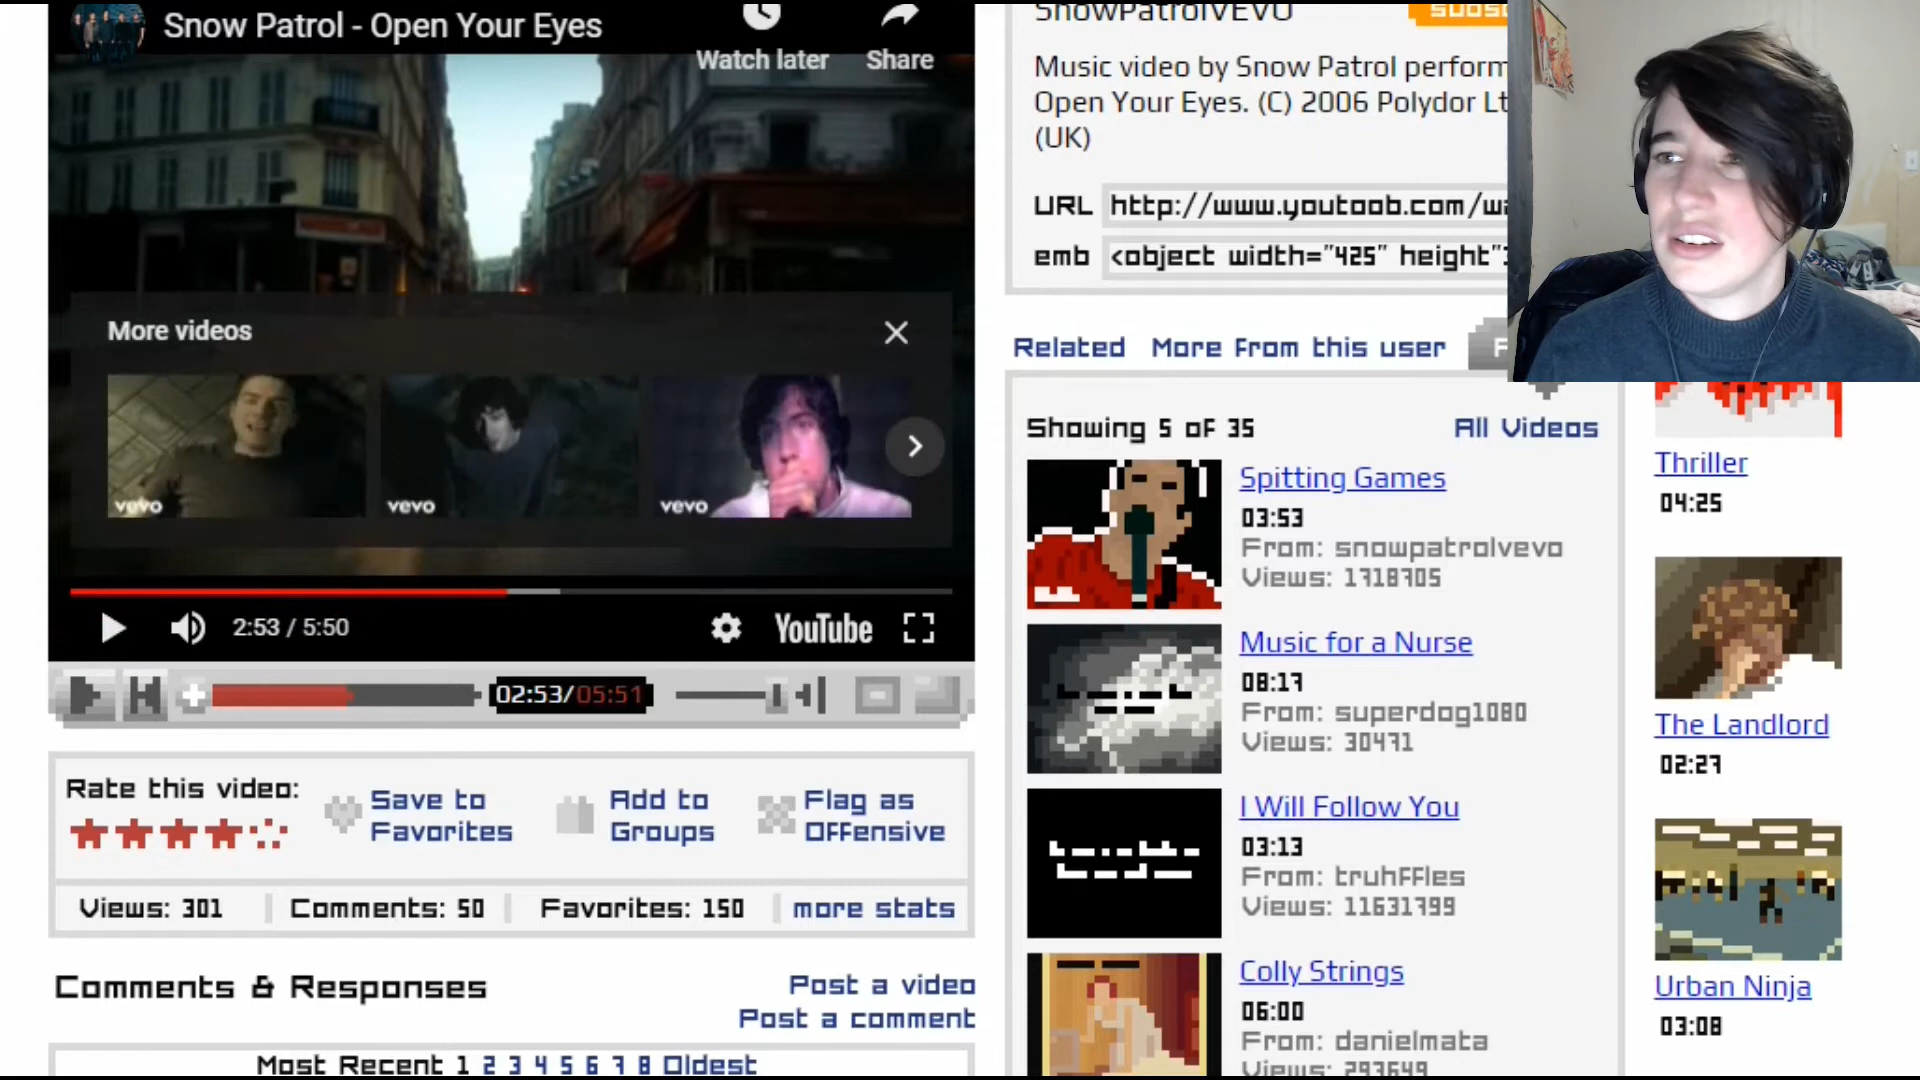 Snow Patrol - Open Your Eyes
Watch later
Share
More videos
vevo
vevo
vevo
2:53 / 5:50
YouTube
02:53/05:51
Rate this video:
Save to
Favorites
Add to
Groups
Flag as
Offensive
Views: 301
Comments: 50
Favorites: 150
more stats
Comments & Responses
Post a video
Post a comment
Most Recent 1 2 3 4 5 6 7 8 Oldest
SnowPatrolVEVO
Music video by Snow Patrol perform
Open Your Eyes. (C) 2006 Polydor Lt
(UK)
URL http://www.youtoob.com/w
emb <object width="425" height"
Related
More from this user
Showing 5 of 35
All Videos
Spitting Games
03:53
From: snowpatrolvevo
Views: 1718705
Music for a Nurse
08:17
From: superdog1080
Views: 30471
I Will Follow You
03:13
From: truhffles
Views: 11631799
Colly Strings
06:00
From: danielmata
Views: 293649
Thriller
04:25
The Landlord
02:27
Urban Ninja
03:08